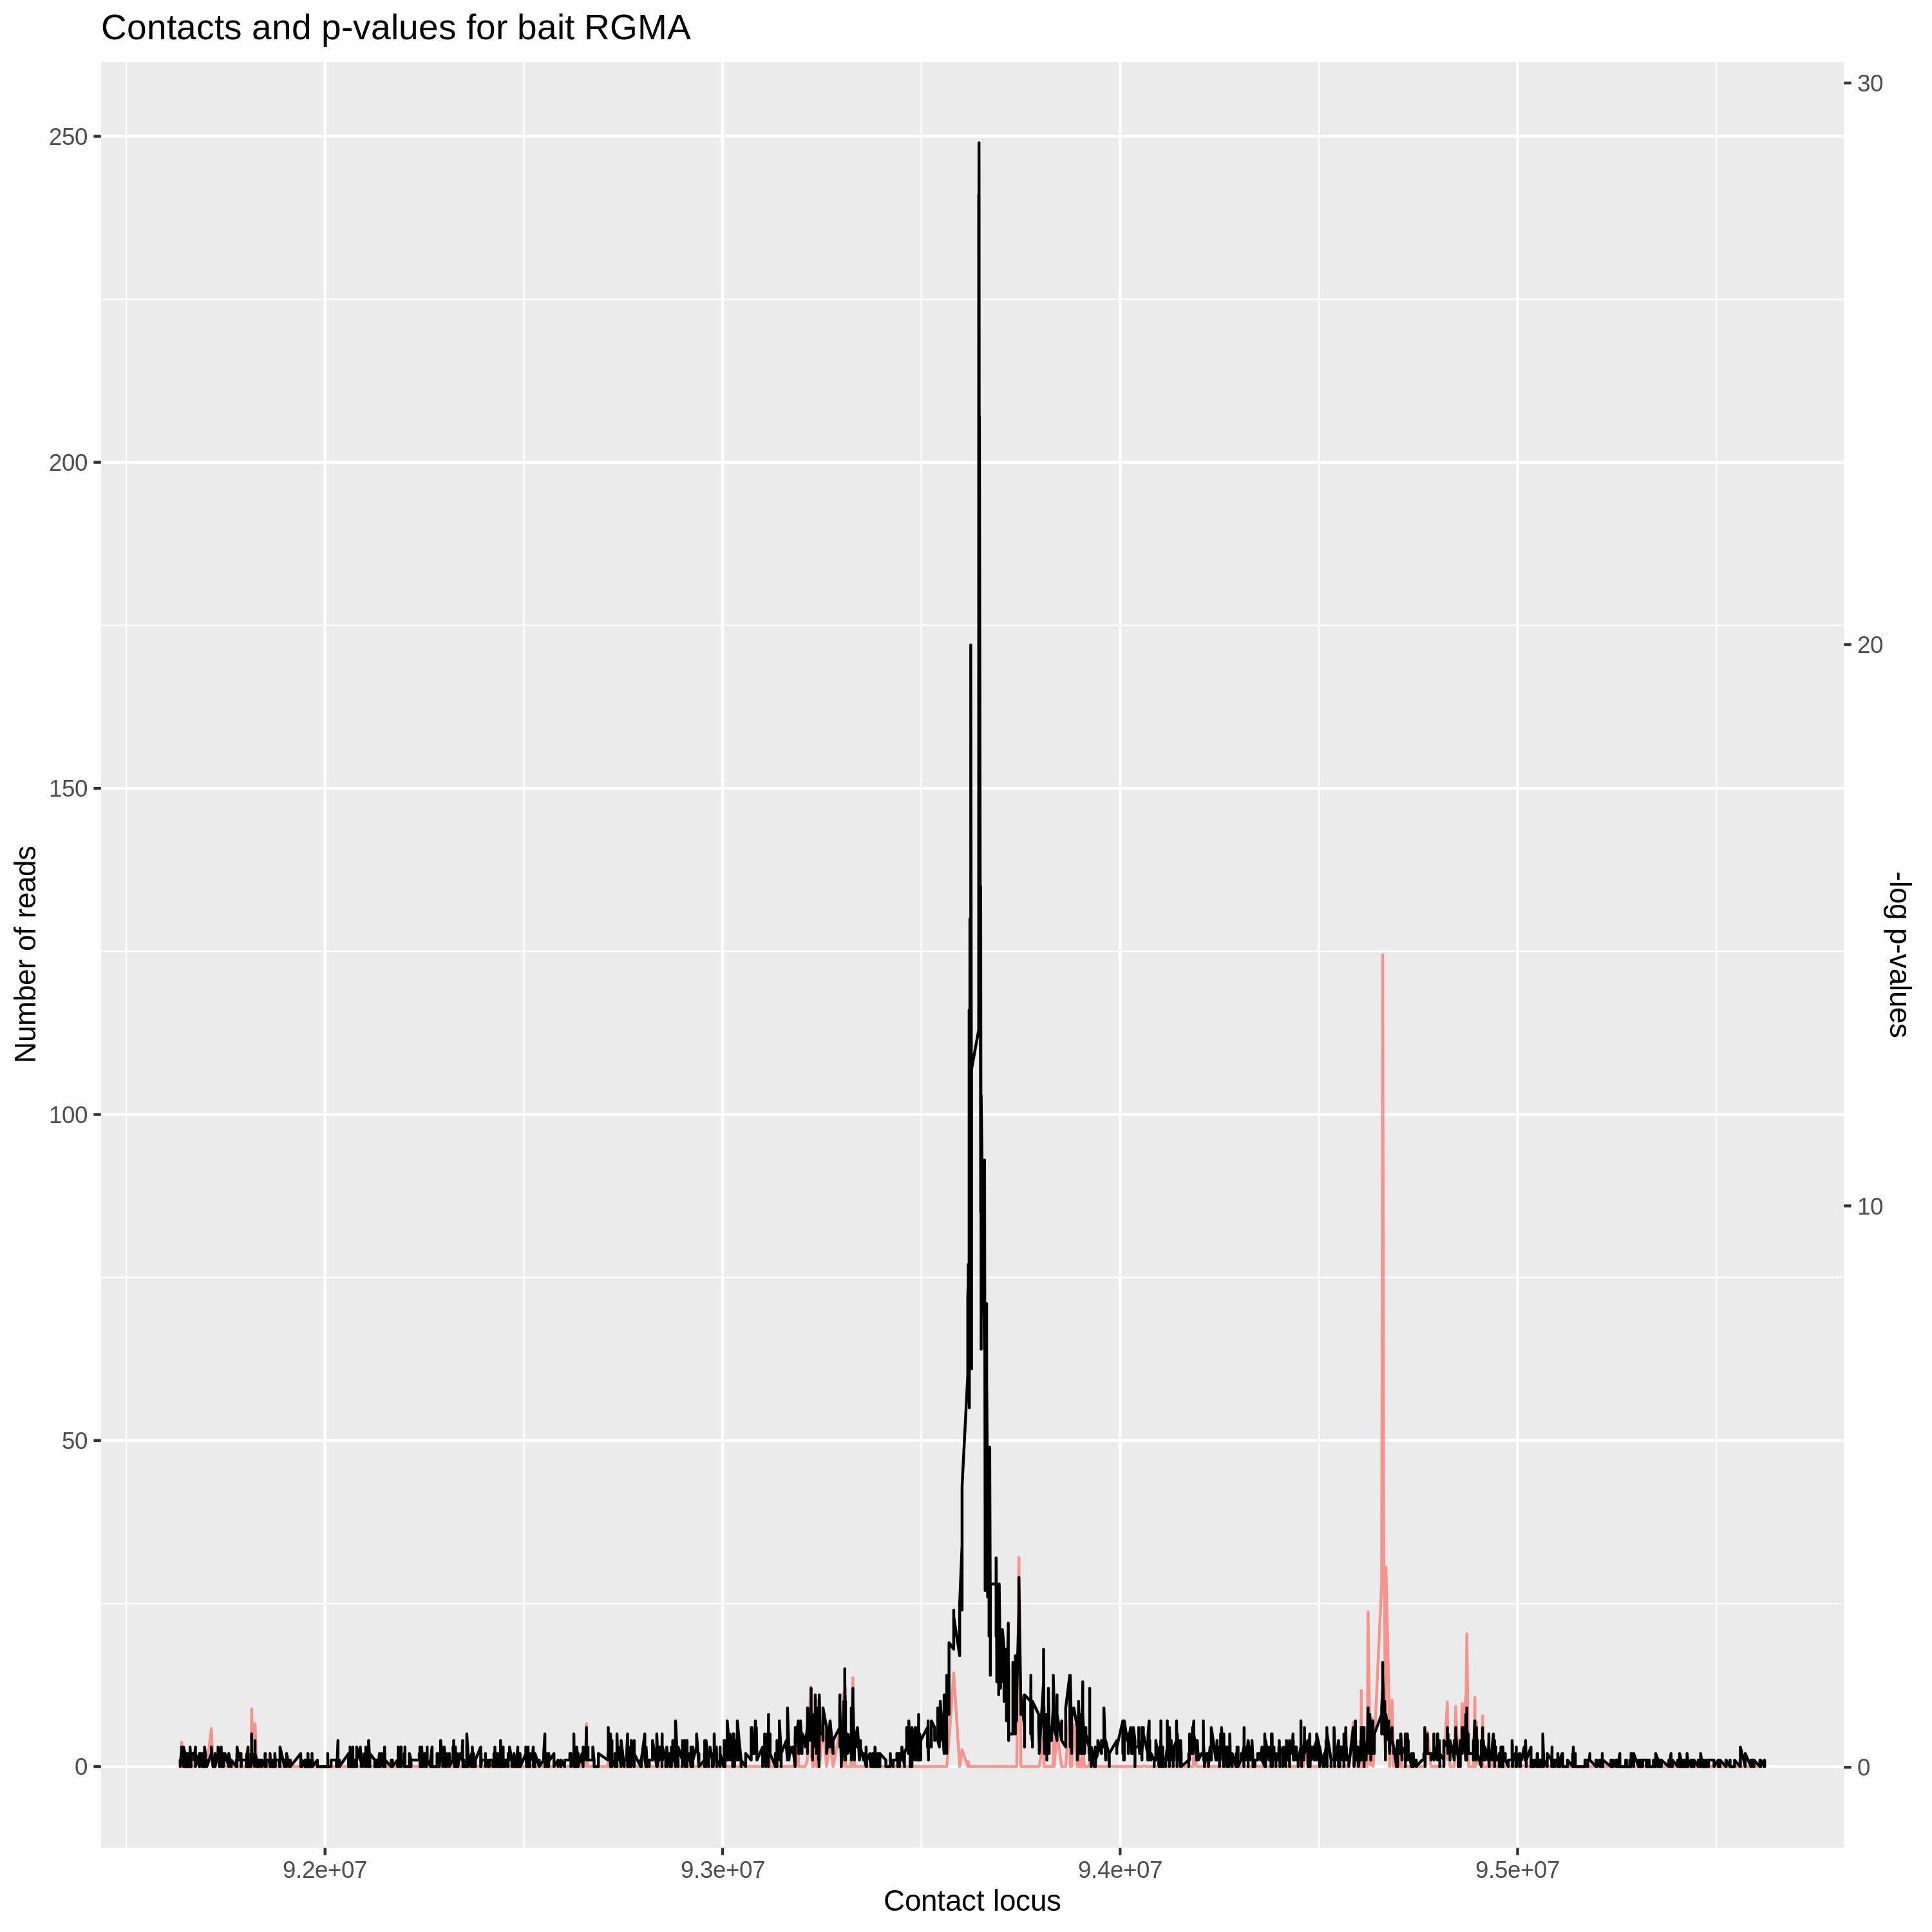 Contacts and p-values for bait RGMA
250
200
150
100
50
0
30
20
10
0
Number of reads
-log p-values
9.2e+07 9.3e+07 9.4e+07 9.5e+07
Contact locus